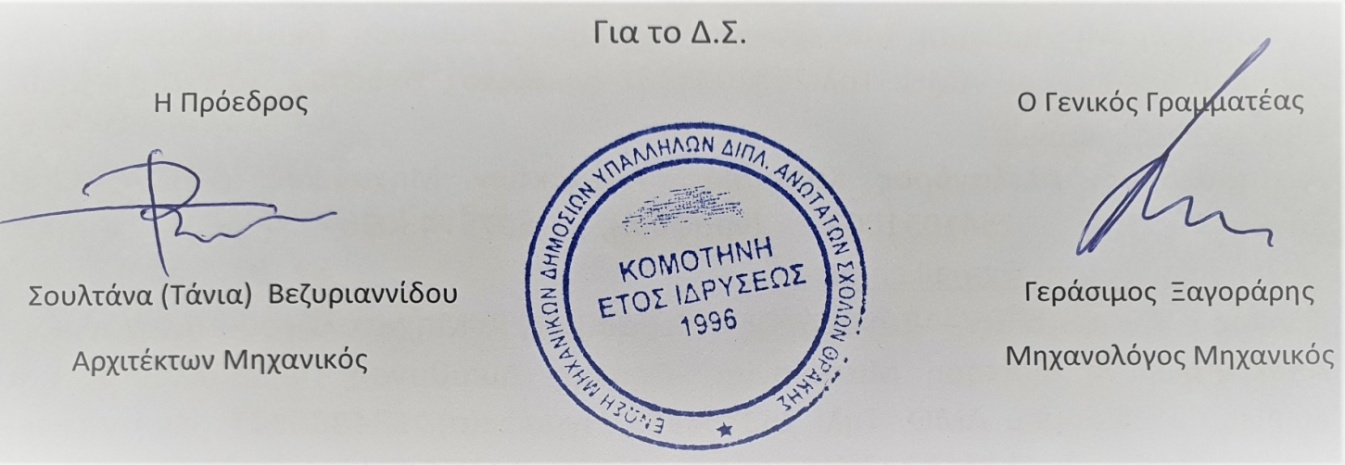 Για το Δ.Σ.
Η Πρόεδρος
Ο Γενικός Γραμματέας
ΕΝΩΣΗ ΜΗΧΑΝΙΚΩΝ ΔΗΜΟΣΙΩΝ ΥΠΑΛΛΗΛΩΝ ΔΙΠΛ. ΑΝΩΤΑΤΩΝ ΣΧΟΛΩΝ ΘΡΑΚΗΣ
ΚΟΜΟΤΗΝΗ
ΕΤΟΣ ΙΔΡΥΣΕΩΣ
1996
Σουλτάνα (Τάνια) Βεζυριαννίδου
Αρχιτέκτων Μηχανικός
Γεράσιμος Ξαγοράρης
Μηχανολόγος Μηχανικός